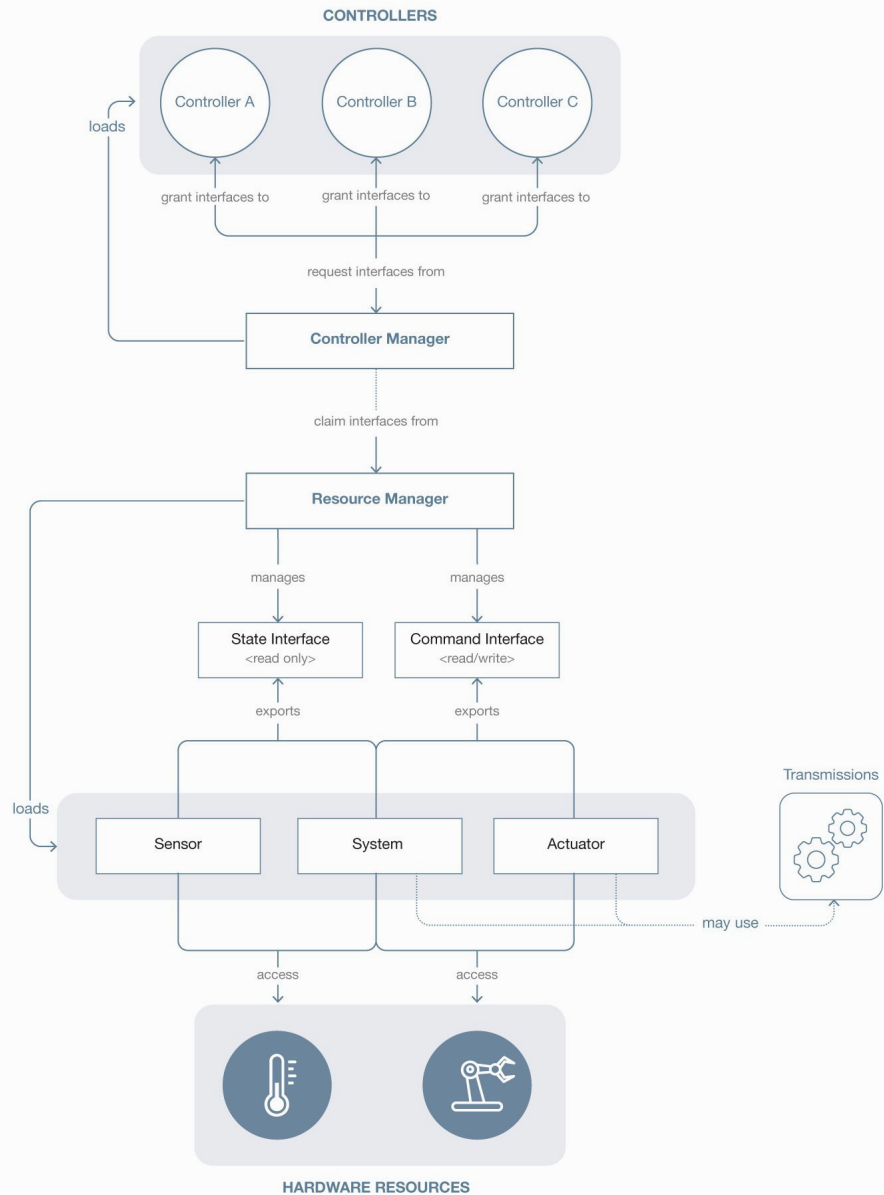 CONTROLLERS
Controller A
Controller B
Controller C
loads
grant interfaces to
grant interfaces to
grant interfaces to
request interfaces from
Controller Manager
claim interfaces from
Resource Manager
manages
manages
State Interface
<read only>
Command Interface
<read/write>
exports
exports
Transmissions
loads
Sensor
System
Actuator
may use
access
access
HARDWARE RESOURCES